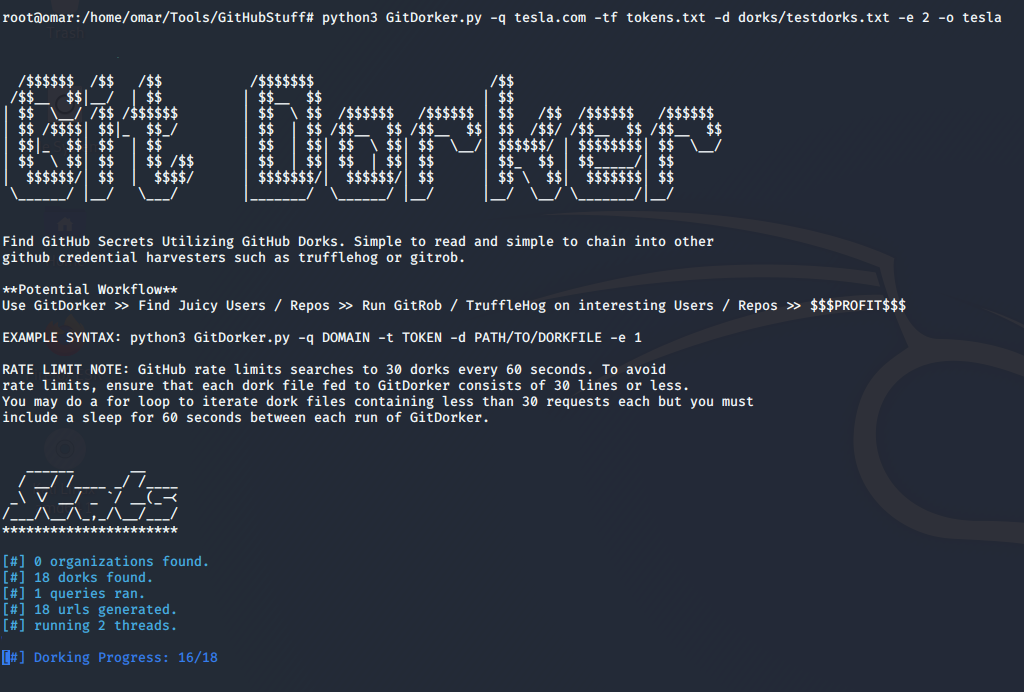 root@omar:/home/omar/Tools/GitHubStuff# python3 GitDorker.py -q tesla.com -tf tokens.txt -d dorks/testdorks.txt -e 2 -o tesla
Git Dorker
Find GitHub Secrets Utilizing GitHub Dorks. Simple to read and simple to chain into other
github credential harvesters such as trufflehog or gitrob.
**Potential Workflow**
Use GitDorker >> Find Juicy Users / Repos >> Run GitRob / TruffleHog on interesting Users / Repos >> $$$PROFIT$$$
EXAMPLE SYNTAX: python3 GitDorker.py -q DOMAIN -t TOKEN -d PATH/TO/DORKFILE -e 1
RATE LIMIT NOTE: GitHub rate limits searches to 30 dorks every 60 seconds. To avoid
rate limits, ensure that each dork file fed to GitDorker consists of 30 lines or less.
You may do a for loop to iterate dork files containing less than 30 requests each but you must
include a sleep for 60 seconds between each run of GitDorker.
Stats
**********************
[#] 0 organizations found.
[#] 18 dorks found.
[#] 1 queries ran.
[#] 18 urls generated.
[#] running 2 threads.
[#] Dorking Progress: 16/18